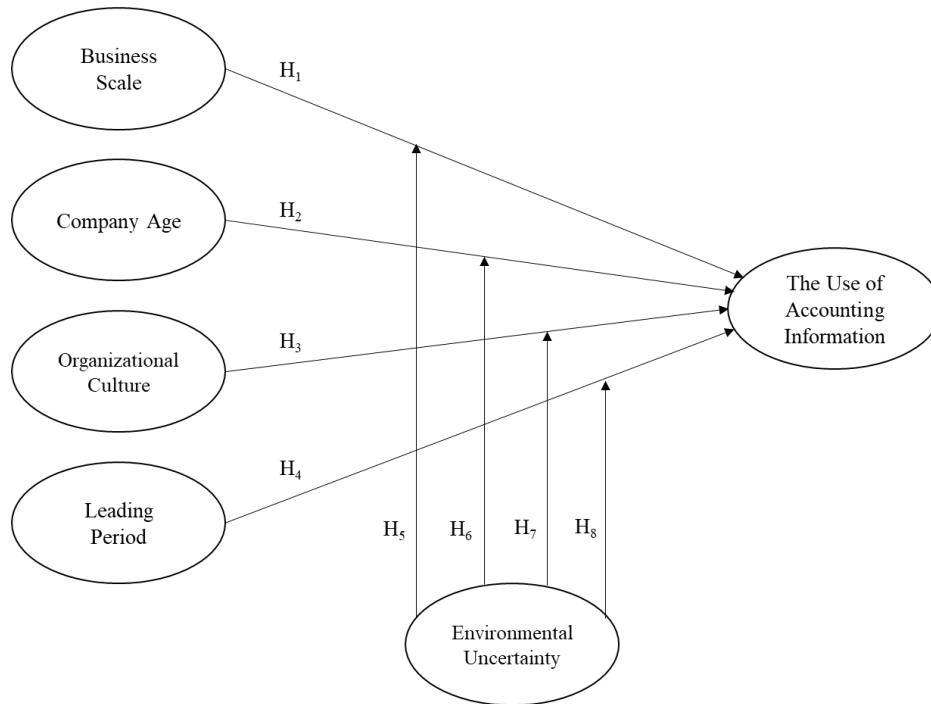 Business
Scale
H₁
Company Age
H₂
Organizational
Culture
H₃
Leading
Period
H₄
The Use of
Accounting
Information
H₅
H₆
H₇
H₈
Environmental
Uncertainty